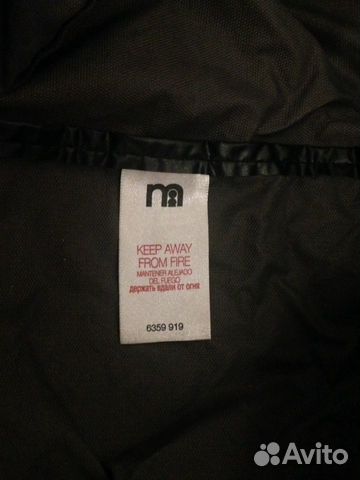 m
KEEP AWAY
FROM FIRE
MANTENER ALEJADO
DEL FUEGO
держать вдали от огня
6359 919
Avito